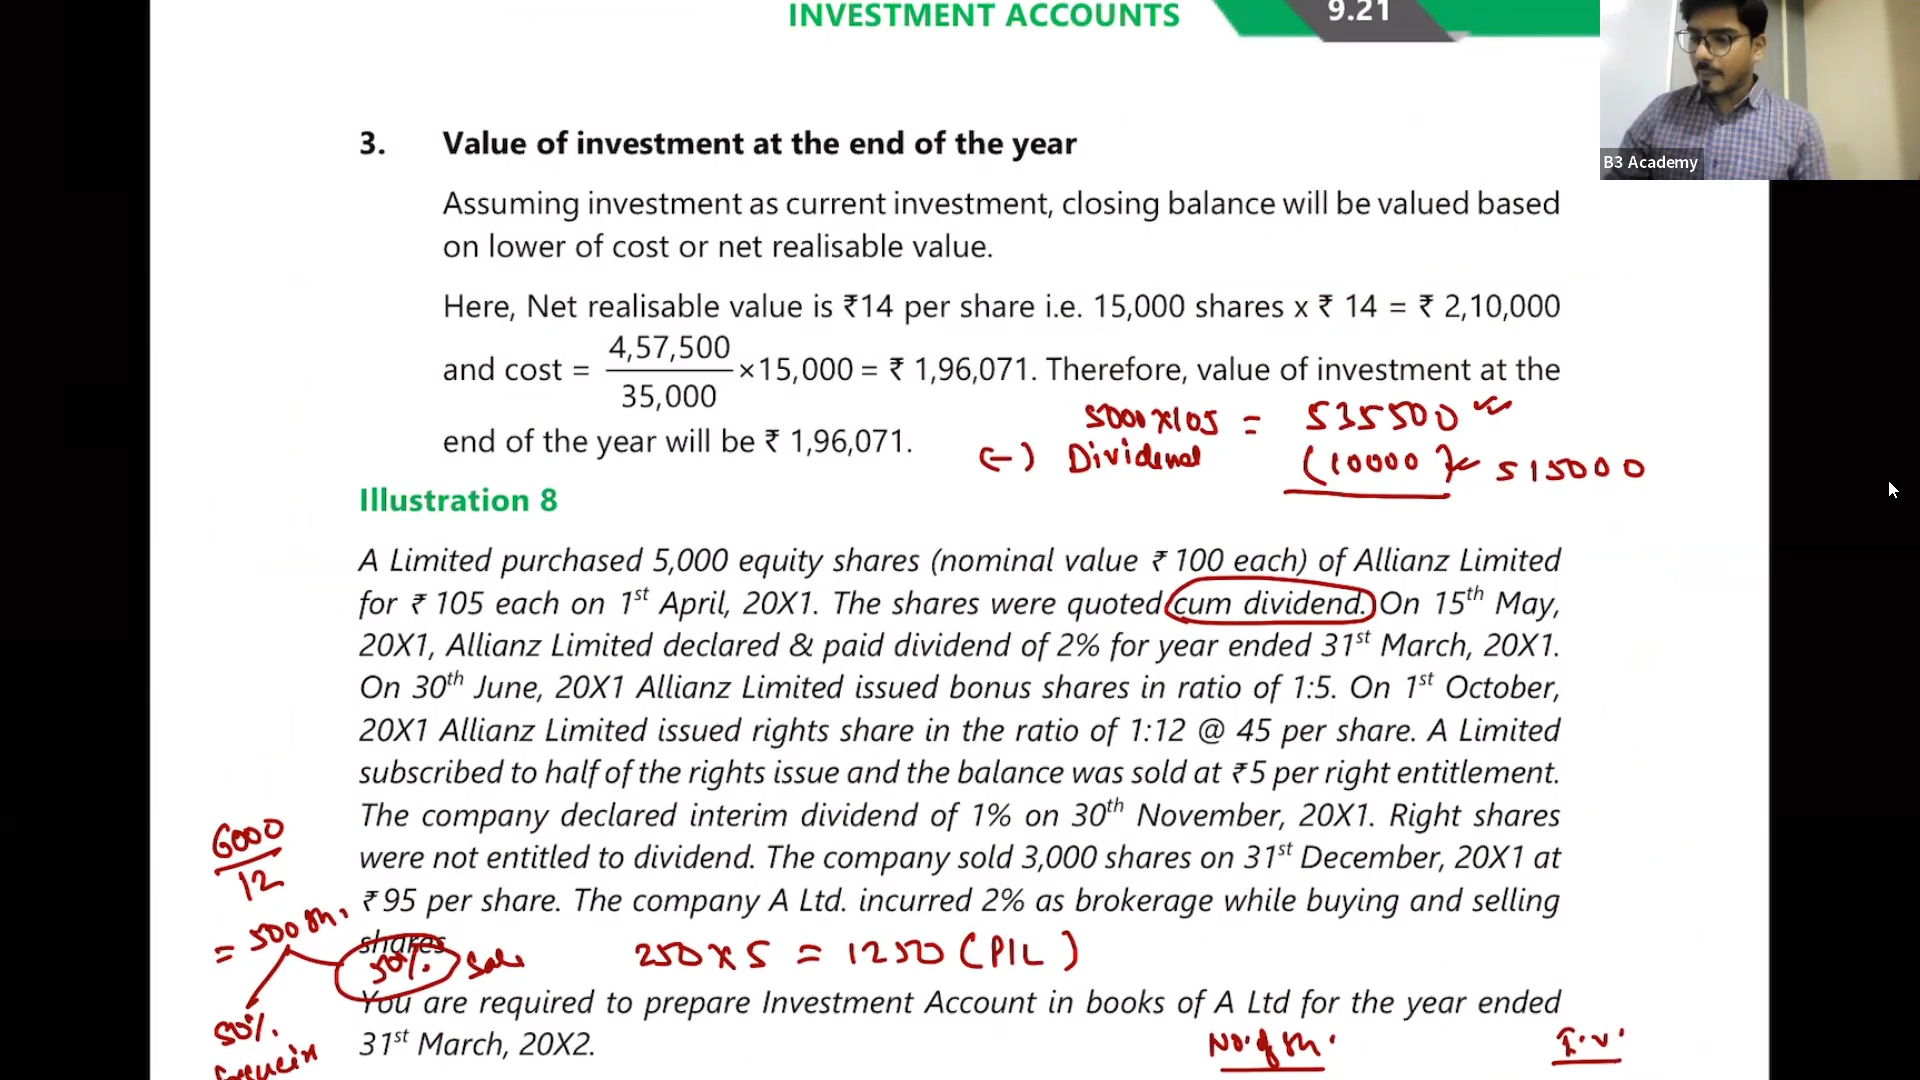 INVESTMENT ACCOUNTS 9.21
B3 Academy
3. Value of investment at the end of the year
Assuming investment as current investment, closing balance will be valued based
on lower of cost or net realisable value.
Here, Net realisable value is ₹14 per share i.e. 15,000 shares x ₹ 14 = ₹ 2,10,000
and cost = 4,57,500/35,000 ×15,000 = ₹ 1,96,071. Therefore, value of investment at the
5000x105 = 535500
end of the year will be ₹ 1,96,071.
(-) Dividend (10000) 515000
Illustration 8
A Limited purchased 5,000 equity shares (nominal value ₹ 100 each) of Allianz Limited
for ₹ 105 each on 1st April, 20X1. The shares were quoted cum dividend. On 15th May,
20X1, Allianz Limited declared & paid dividend of 2% for year ended 31st March, 20X1.
On 30th June, 20X1 Allianz Limited issued bonus shares in ratio of 1:5. On 1st October,
20X1 Allianz Limited issued rights share in the ratio of 1:12 @ 45 per share. A Limited
subscribed to half of the rights issue and the balance was sold at ₹ 5 per right entitlement.
The company declared interim dividend of 1% on 30th November, 20X1. Right shares
were not entitled to dividend. The company sold 3,000 shares on 31st December, 20X1 at
₹ 95 per share. The company A Ltd. incurred 2% as brokerage while buying and selling
shares.
6000
12
= 500 sh.
50% Sale
250 x 5 = 1250 (P/L)
You are required to prepare Investment Account in books of A Ltd for the year ended
31st March, 20X2.
50%
No. of sh. I.V.